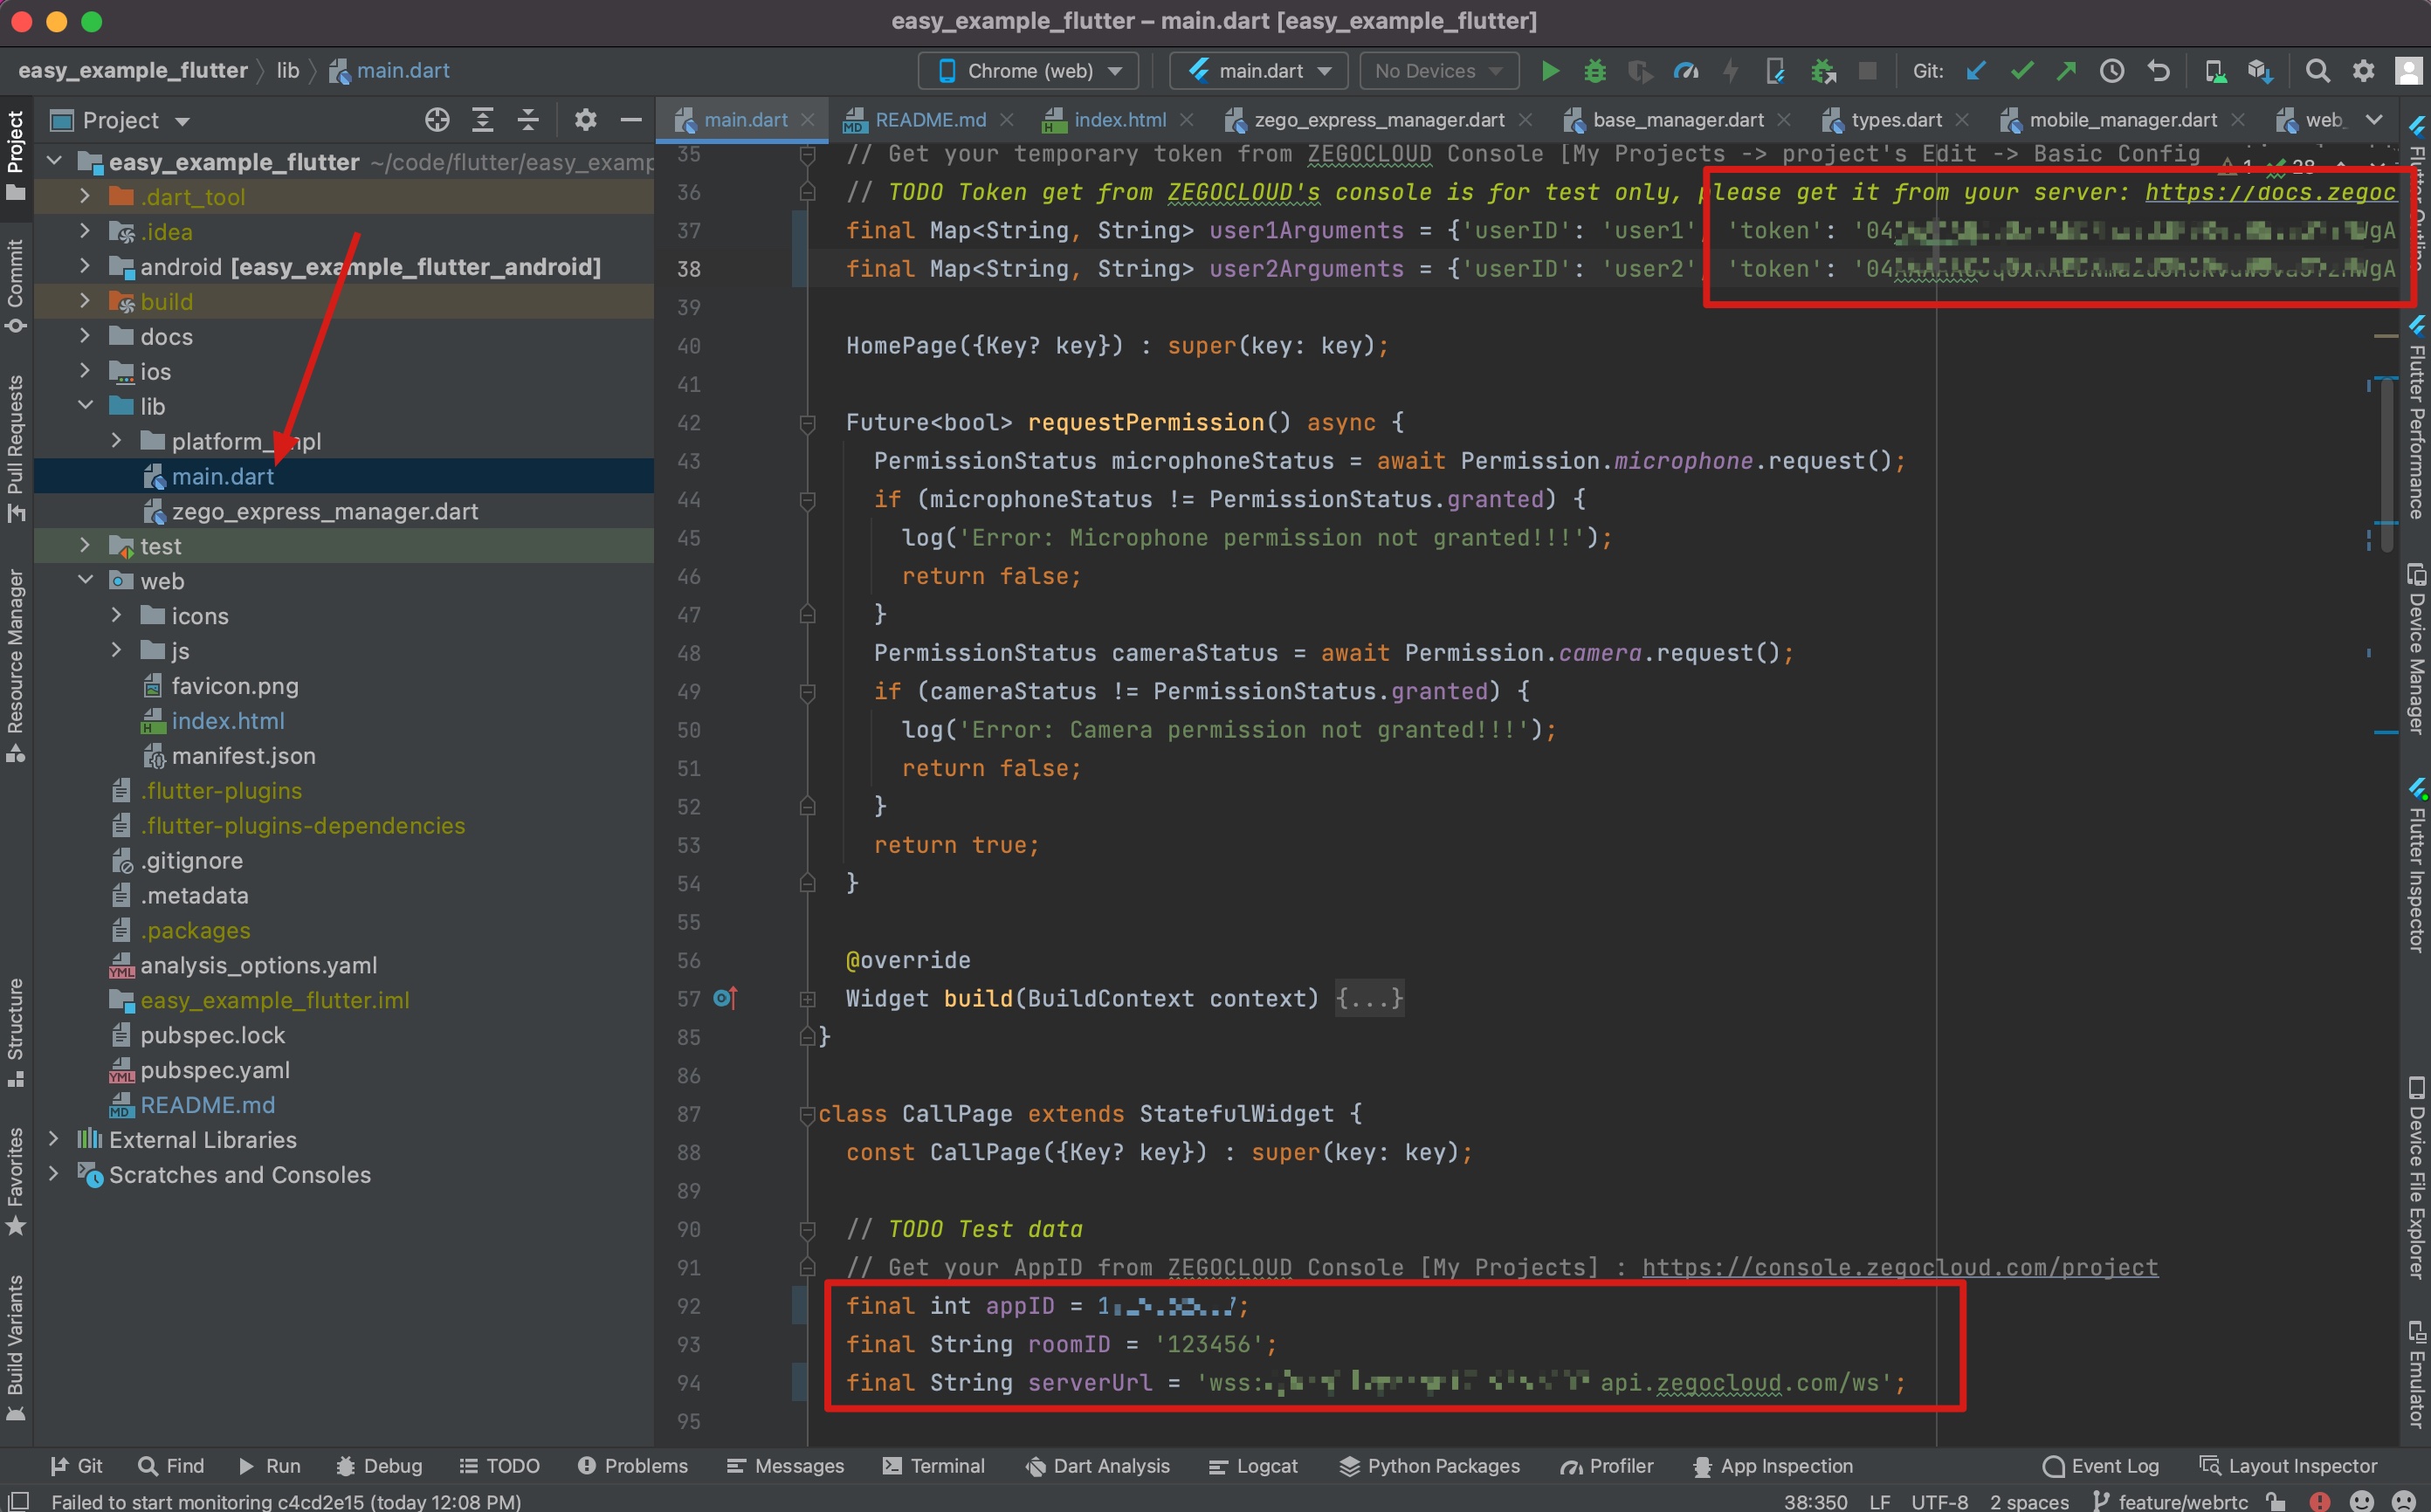 easy_example_flutter – main.dart [easy_example_flutter]
easy_example_flutter 〉 lib 〉 main.dart
Chrome (web)
main.dart
No Devices
Git:
Project
main.dart
README.md
index.html
zego_express_manager.dart
base_manager.dart
types.dart
mobile_manager.dart
web_
Project
Commit
Pull Requests
Resource Manager
Structure
Favorites
Build Variants
easy_example_flutter ~/code/flutter/easy_examp
.dart_tool
.idea
android [easy_example_flutter_android]
build
docs
ios
lib
main.dart
zego_express_manager.dart
test
web
icons
js
favicon.png
index.html
manifest.json
.flutter-plugins
.flutter-plugins-dependencies
.gitignore
.metadata
.packages
analysis_options.yaml
easy_example_flutter.iml
pubspec.lock
pubspec.yaml
README.md
External Libraries
Scratches and Consoles
35 // Get your temporary token from ZEGOCLOUD Console [My Projects -> project's Edit -> Basic Config
36 // TODO Token get from ZEGOCLOUD's console is for test only, please get it from your server: https://docs.zegoc
37 final Map<String, String> user1Arguments = {'userID': 'user1', 'token': '04
38 final Map<String, String> user2Arguments = {'userID': 'user2', 'token': '04
39
40 HomePage({Key? key}) : super(key: key);
41
42 Future<bool> requestPermission() async {
43 PermissionStatus microphoneStatus = await Permission.microphone.request();
44 if (microphoneStatus != PermissionStatus.granted) {
45 log('Error: Microphone permission not granted!!!');
46 return false;
47 }
48 PermissionStatus cameraStatus = await Permission.camera.request();
49 if (cameraStatus != PermissionStatus.granted) {
50 log('Error: Camera permission not granted!!!');
51 return false;
52 }
53 return true;
54 }
55
56 @override
57 Widget build(BuildContext context) {...}
85 }
86
87 class CallPage extends StatefulWidget {
88 const CallPage({Key? key}) : super(key: key);
89
90 // TODO Test data
91 // Get your AppID from ZEGOCLOUD Console [My Projects] : https://console.zegocloud.com/project
92 final int appID = 1
93 final String roomID = '123456';
94 final String serverUrl = 'wss: api.zegocloud.com/ws';
95
Flutter Performance
Device Manager
Flutter Inspector
Device File Explorer
Emulator
Git
Find
Run
Debug
TODO
Problems
Messages
Terminal
Dart Analysis
Logcat
Python Packages
Profiler
App Inspection
Event Log
Layout Inspector
Failed to start monitoring c4cd2e15 (today 12:08 PM)
38:350 LF UTF-8 2 spaces feature/webrtc